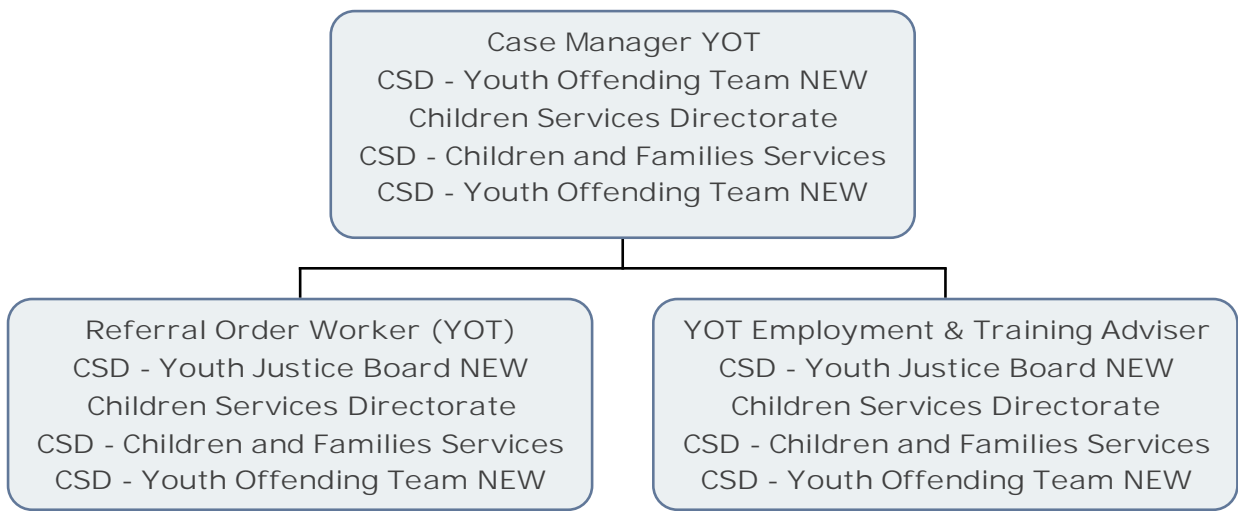 Case Manager YOT
CSD - Youth Offending Team NEW
Children Services Directorate
CSD - Children and Families Services
CSD - Youth Offending Team NEW
Referral Order Worker (YOT)
CSD - Youth Justice Board NEW
Children Services Directorate
CSD - Children and Families Services
CSD - Youth Offending Team NEW
YOT Employment & Training Adviser
CSD - Youth Justice Board NEW
Children Services Directorate
CSD - Children and Families Services
CSD - Youth Offending Team NEW